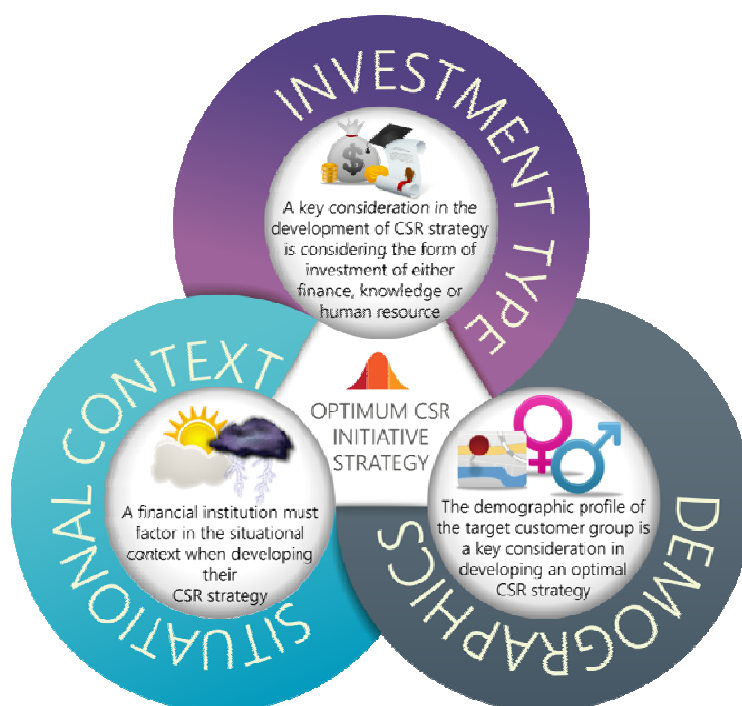 INVESTMENT TYPE
$
A key consideration in the
development of CSR strategy
is considering the form of
investment of either
finance, knowledge or
human resource
OPTIMUM CSR
INITIATIVE
STRATEGY
SITUATIONAL CONTEXT
A financial institution must
factor in the situational
context when developing
their
CSR strategy
DEMOGRAPHICS
The demographic profile of
the target customer group is
a key consideration in
developing an optimal
CSR strategy